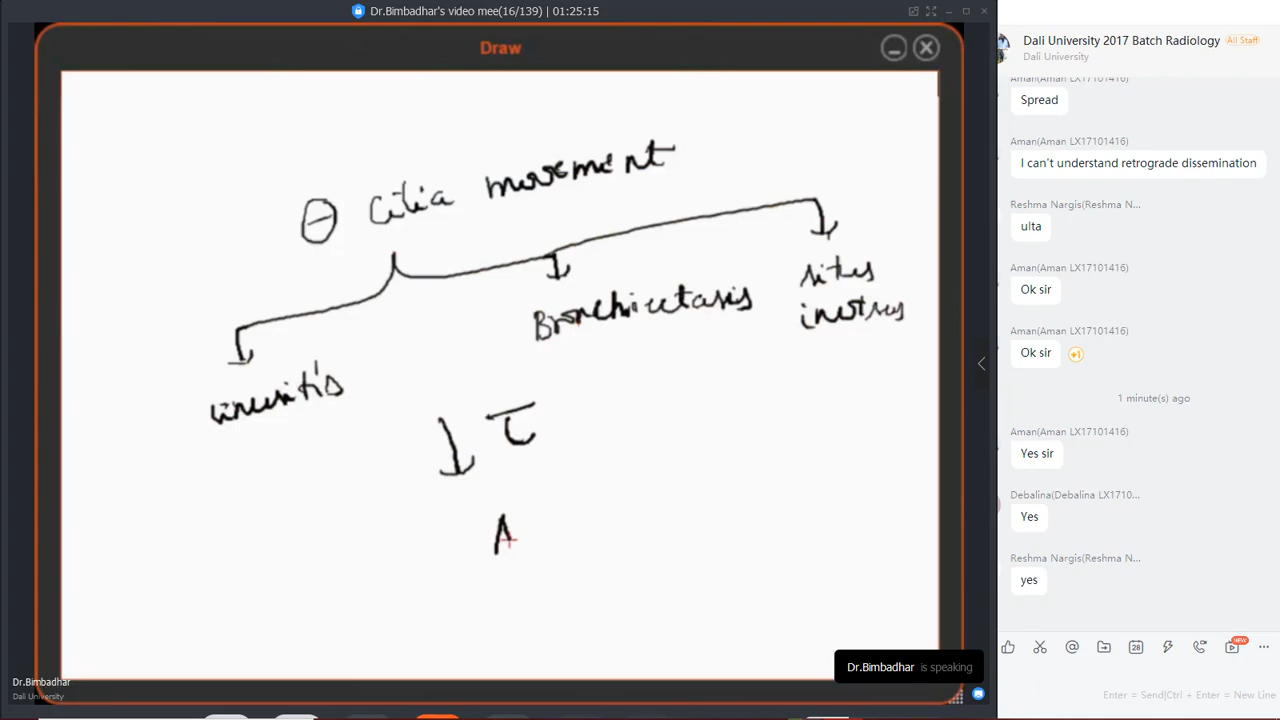 Dr.Bimbadhar's video mee(16/139) | 01:25:15
Draw
⊖ Cilia movement
sinusitis
Bronchicetasis
situs
inversus
↓ T
A
Dr.Bimbadhar is speaking
Dr.Bimbadhar
Dali University
Dali University 2017 Batch Radiology All Staff
Dali University
Aman(Aman LX17101416)
Spread
Aman(Aman LX17101416)
I can't understand retrograde dissemination
Reshma Nargis(Reshma N...
ulta
Aman(Aman LX17101416)
Ok sir
Aman(Aman LX17101416)
Ok sir +1
1 minute(s) ago
Aman(Aman LX17101416)
Yes sir
Debalina(Debalina LX1710...
Yes
Reshma Nargis(Reshma N...
yes
28
NEW
Enter = Send|Ctrl + Enter = New Line